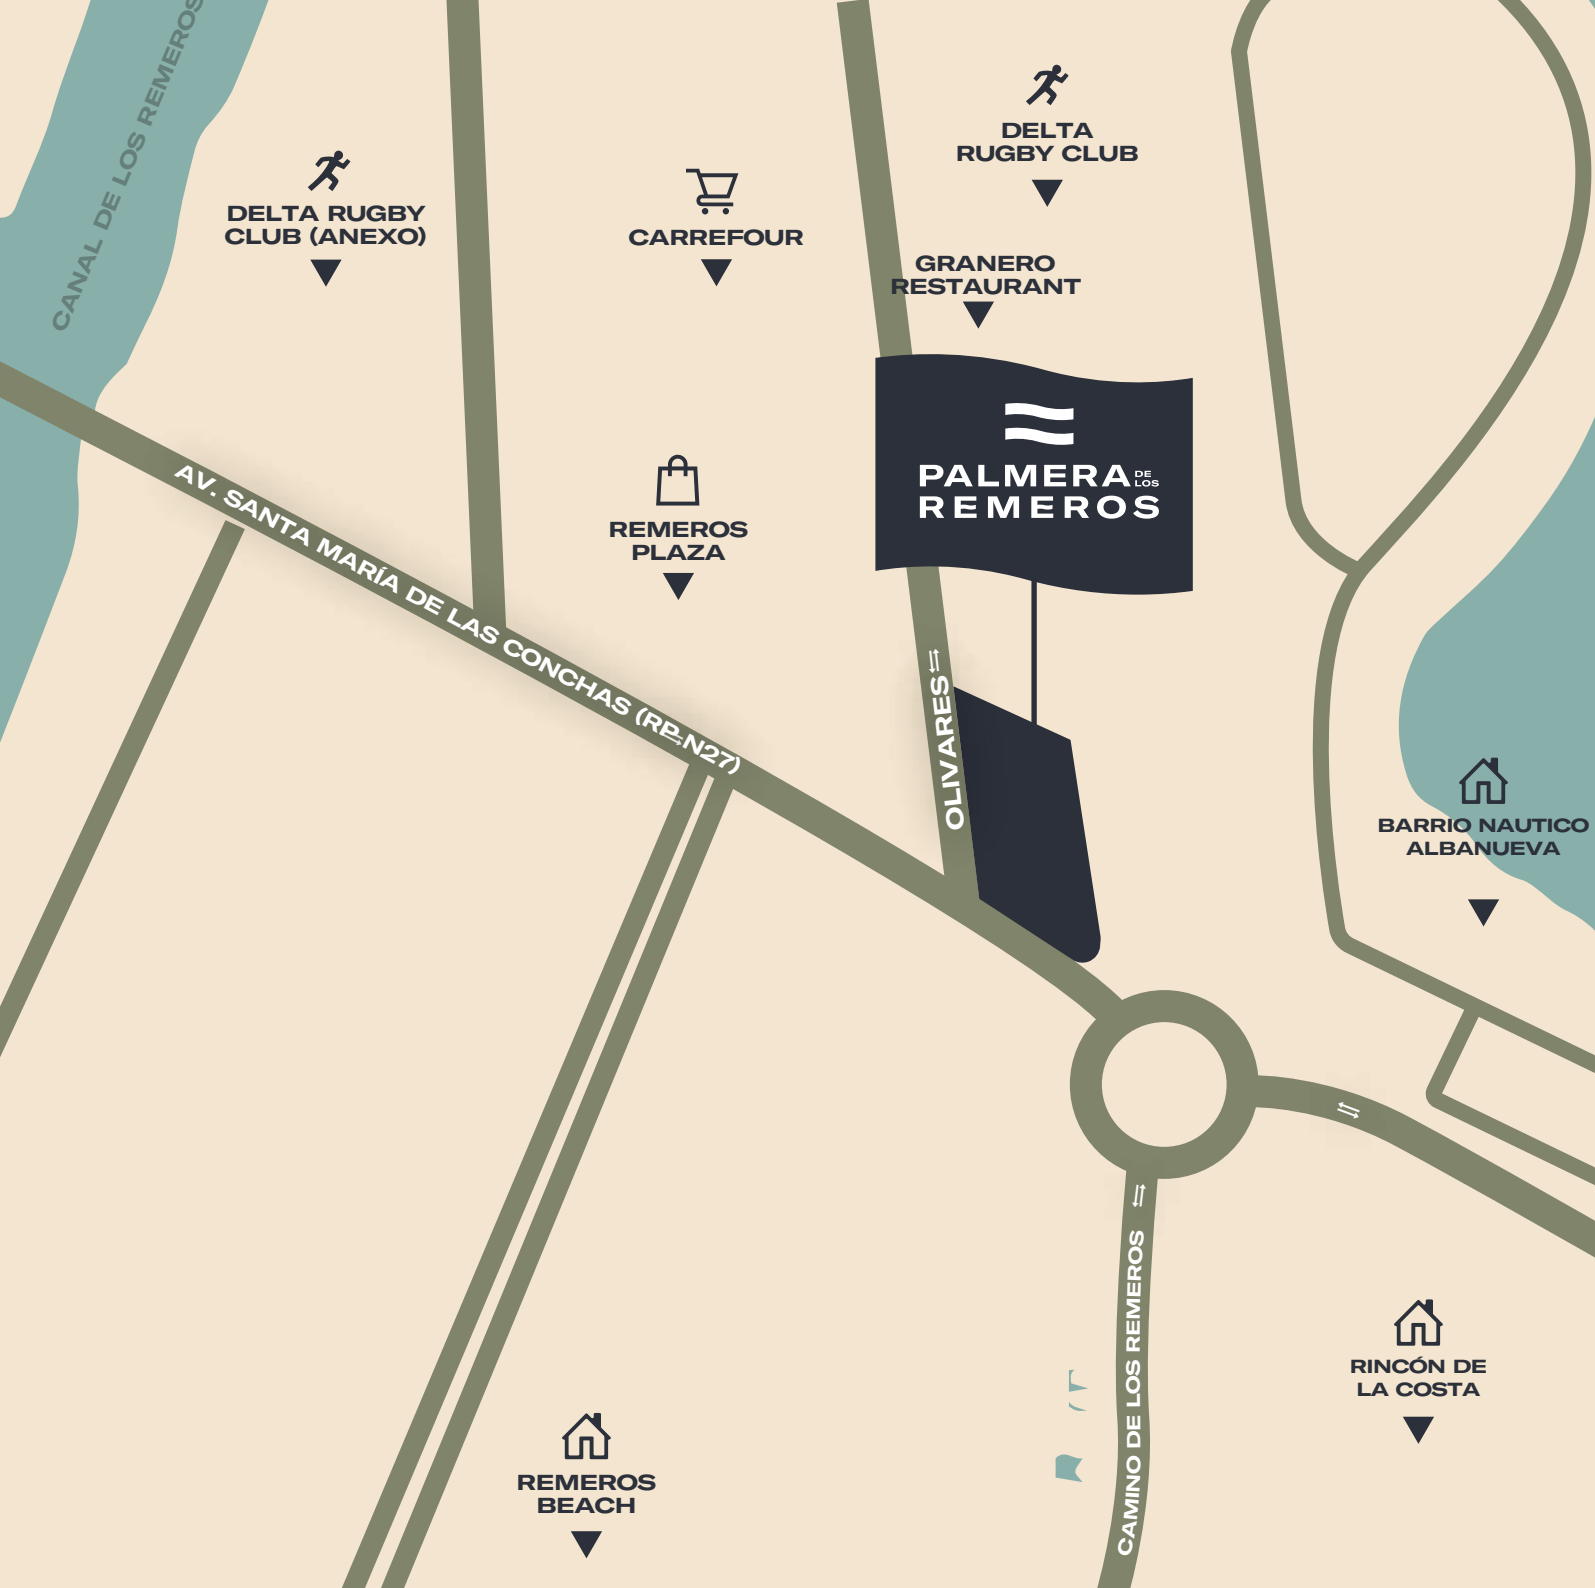 CANAL DE LOS REMEROS
DELTA
RUGBY CLUB
DELTA RUGBY
CLUB (ANEXO)
CARREFOUR
GRANERO
RESTAURANT
PALMERA DE LOS
REMEROS
AV. SANTA MARÍA DE LAS CONCHAS (RP N27)
REMEROS
PLAZA
OLIVARES
BARRIO NAUTICO
ALBANUEVA
CAMINO DE LOS REMEROS
RINCÓN DE
LA COSTA
REMEROS
BEACH